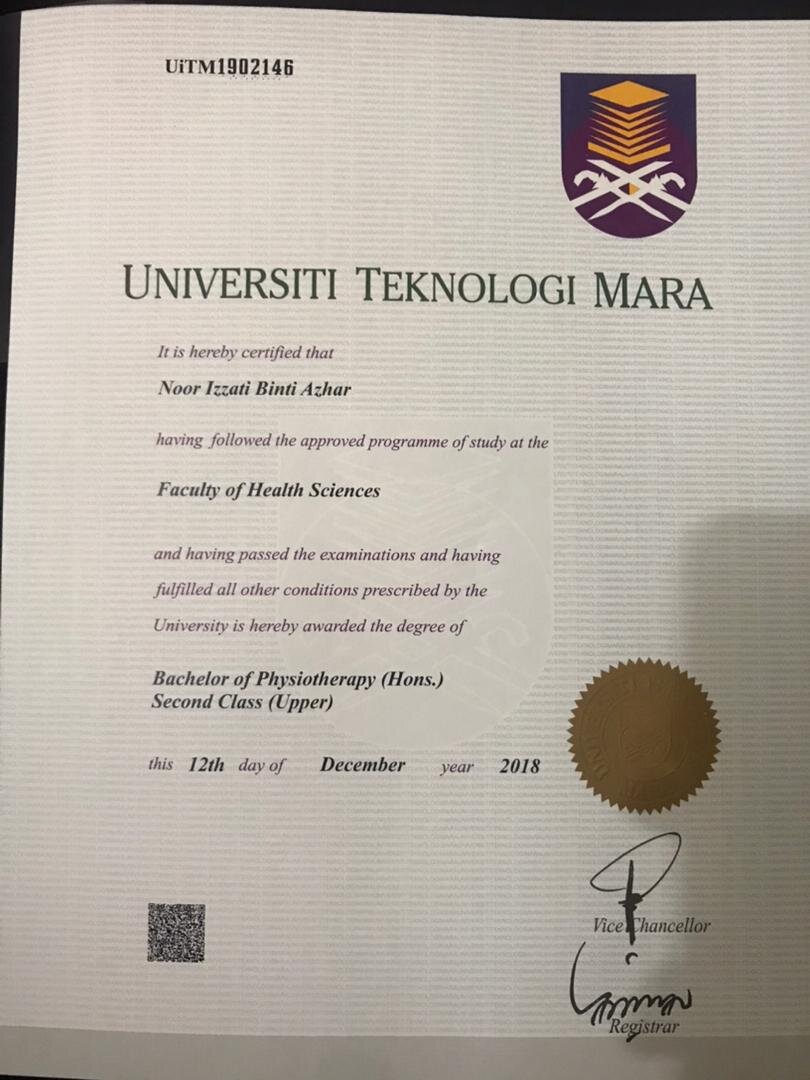 UiTM1902146
UNIVERSITI TEKNOLOGI MARA
It is hereby certified that
Noor Izzati Binti Azhar
having followed the approved programme of study at the
Faculty of Health Sciences
and having passed the examinations and having
fulfilled all other conditions prescribed by the
University is hereby awarded the degree of
Bachelor of Physiotherapy (Hons.)
Second Class (Upper)
this 12th day of December year 2018
Vice Chancellor
Registrar